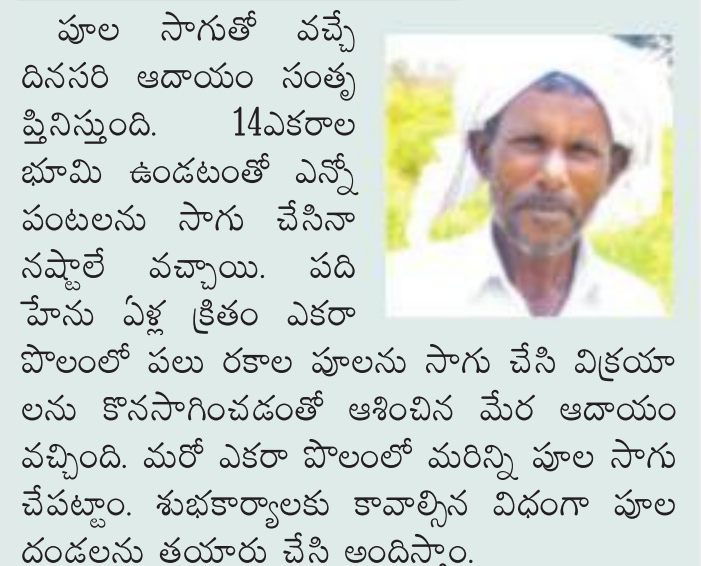 పూల సాగుతో వచ్చే
దినసరి ఆదాయం సంతృ
ప్తినిస్తుంది. 14ఎకరాల
భూమి ఉండటంతో ఎన్నో
పంటలను సాగు చేసినా
నష్టాలే వచ్చాయి. పది
హేను ఏళ్ల క్రితం ఎకరా
పొలంలో పలు రకాల పూలను సాగు చేసి విక్రయా
లను కొనసాగించడంతో ఆశించిన మేర ఆదాయం
వచ్చింది. మరో ఎకరా పొలంలో మరిన్ని పూల సాగు
చేపట్టాం. శుభకార్యాలకు కావాల్సిన విధంగా పూల
దండలను తయారు చేసి అందిస్తాం.